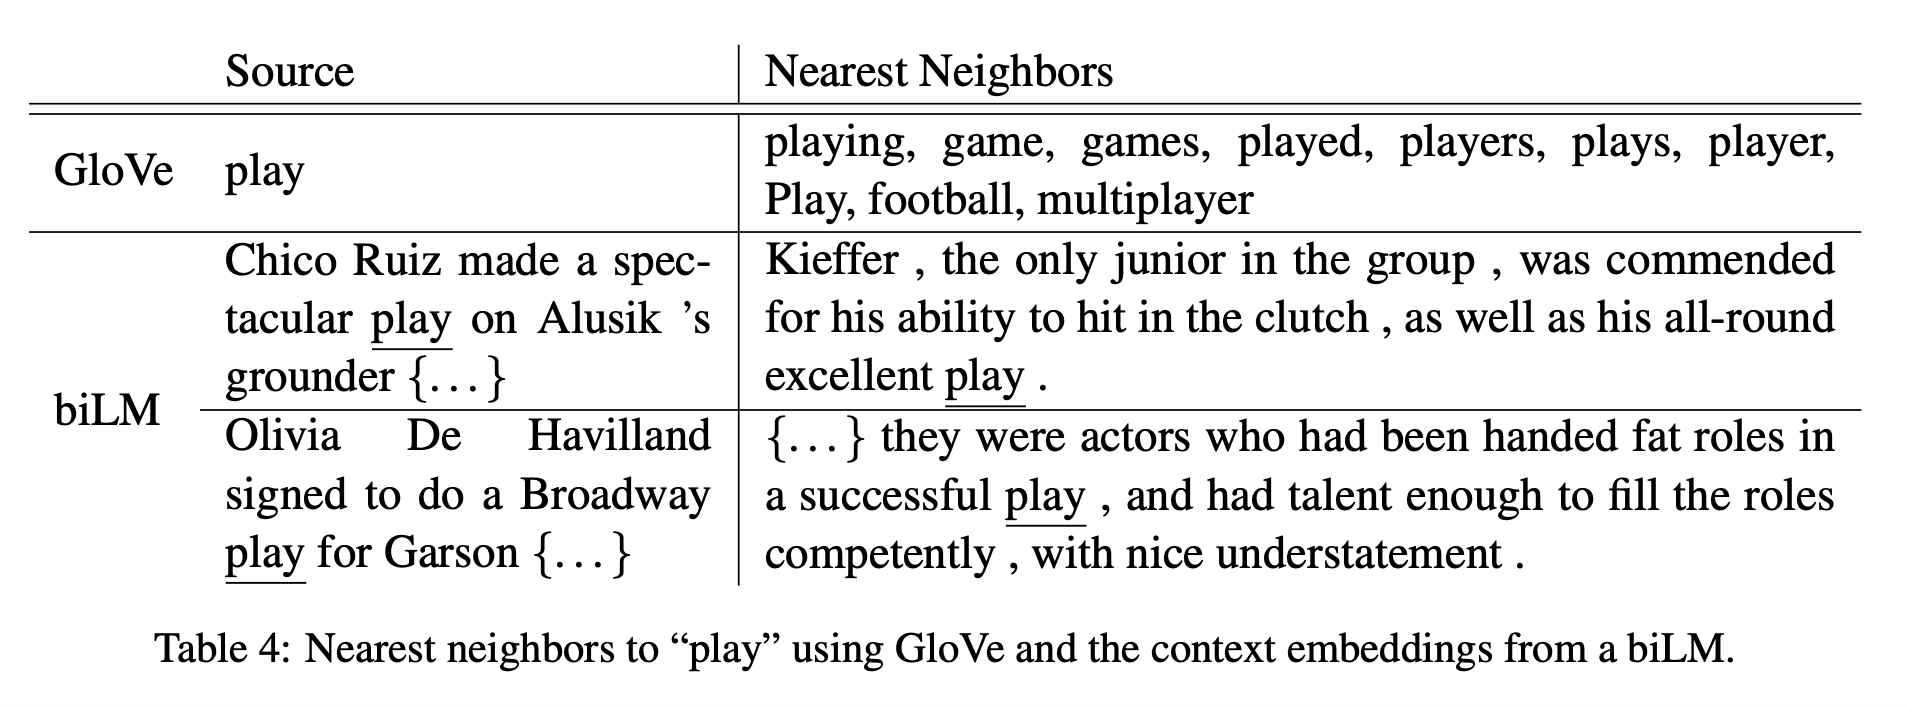 Source Nearest Neighbors
GloVe play playing, game, games, played, players, plays, player,
Play, football, multiplayer
biLM
Chico Ruiz made a spec-
tacular play on Alusik ’s
grounder {...}
Kieffer , the only junior in the group , was commended
for his ability to hit in the clutch , as well as his all-round
excellent play .
Olivia De Havilland
signed to do a Broadway
play for Garson {...}
{...} they were actors who had been handed fat roles in
a successful play , and had talent enough to fill the roles
competently , with nice understatement .
Table 4: Nearest neighbors to “play” using GloVe and the context embeddings from a biLM.